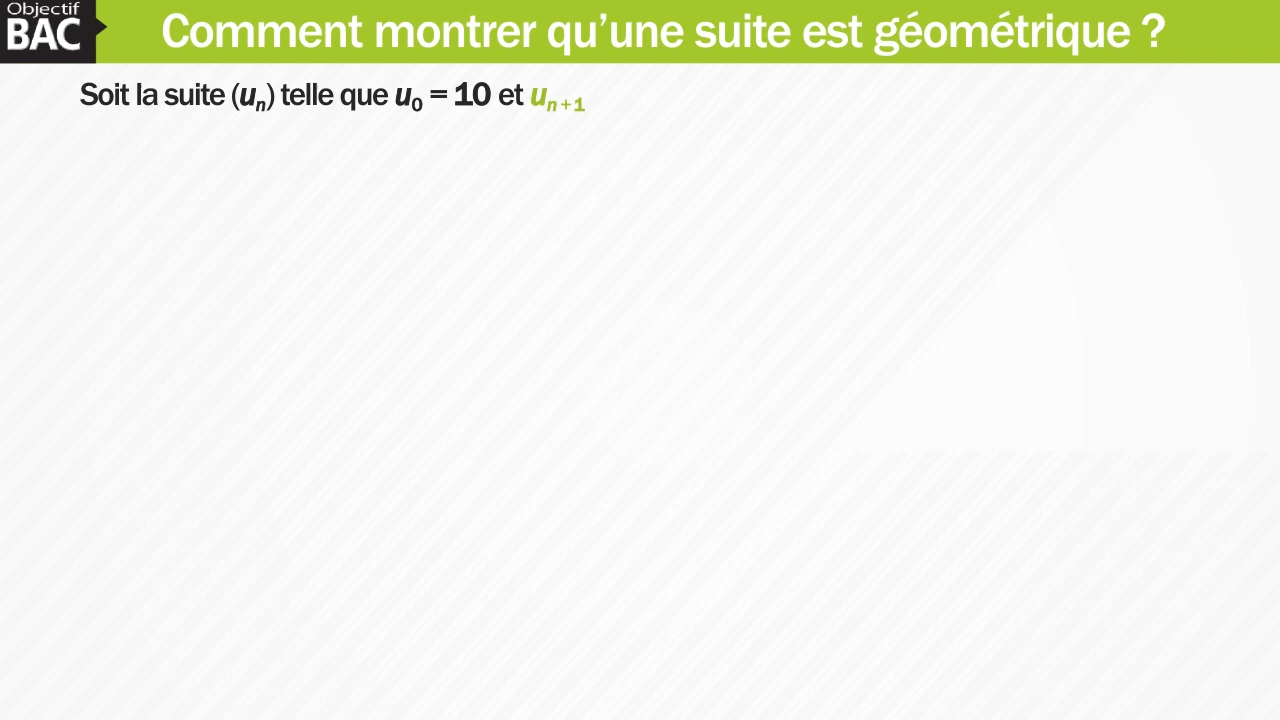 Objectif
BAC
Comment montrer qu’une suite est géométrique ?
Soit la suite (uₙ) telle que u₀ = 10 et uₙ₊₁